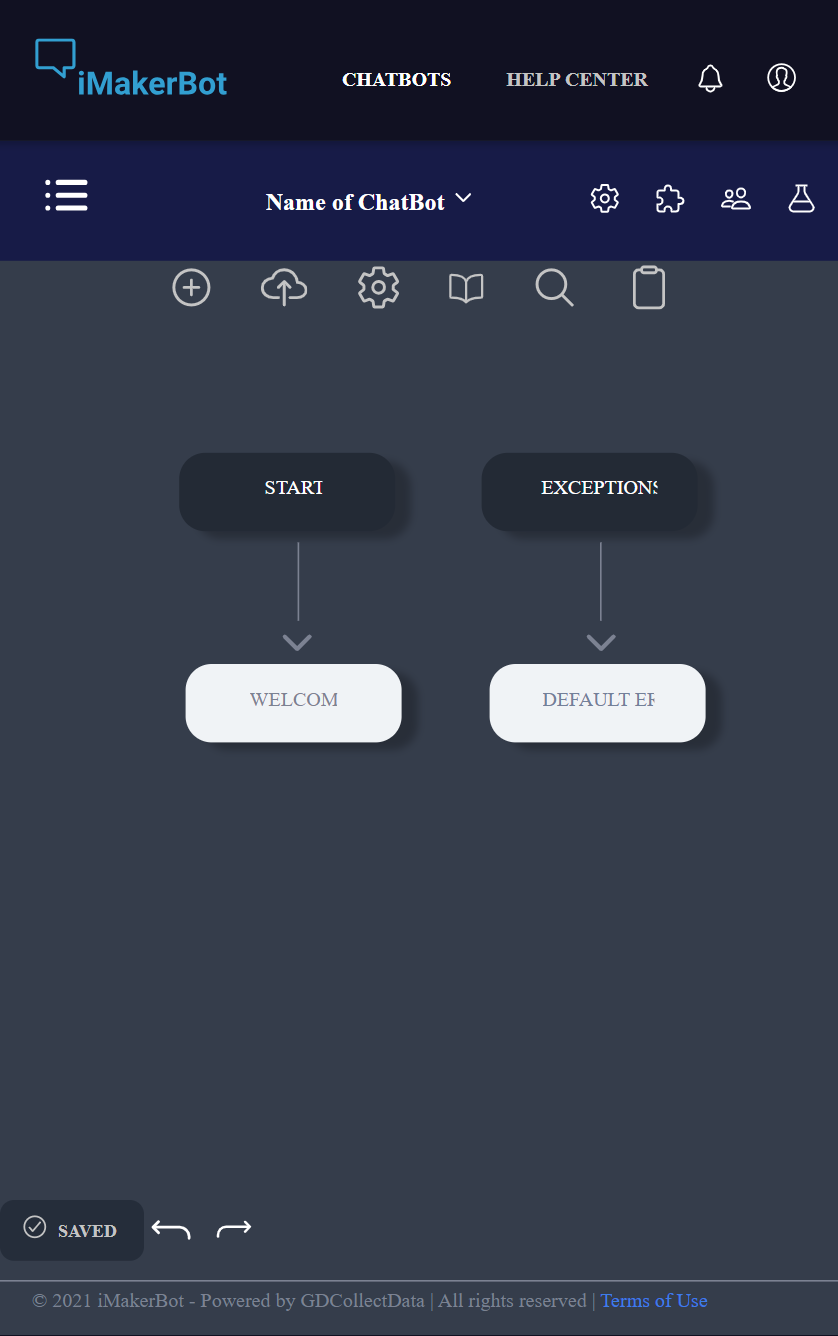 iMakerBot
CHATBOTS
HELP CENTER
Name of ChatBot
START
EXCEPTIONS
WELCOM
DEFAULT ER
SAVED
© 2021 iMakerBot - Powered by GDCollectData | All rights reserved | Terms of Use